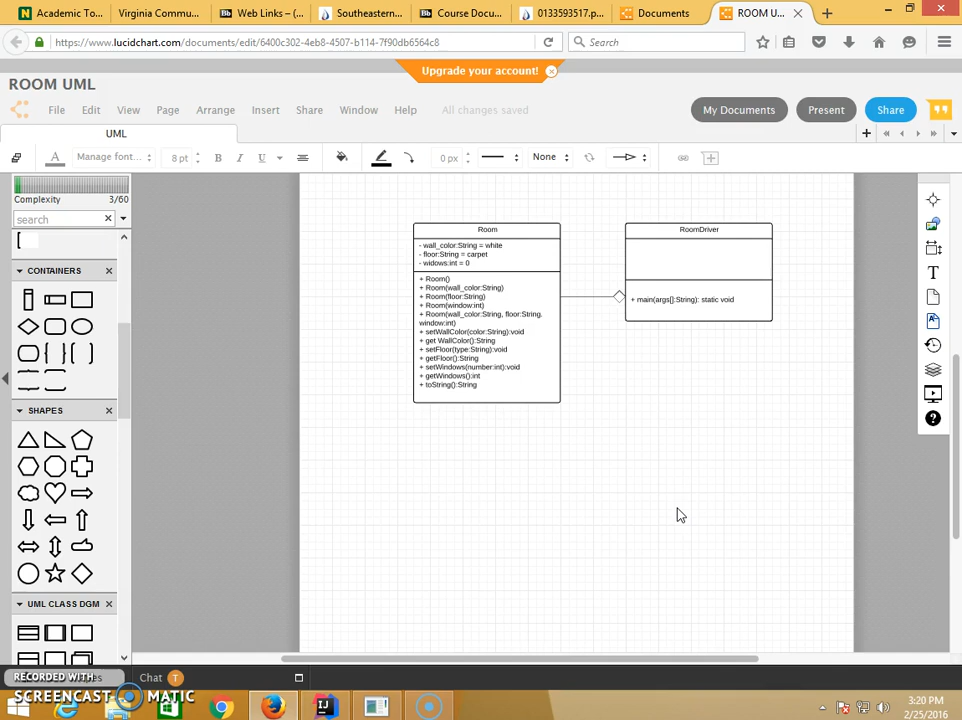 Academic To...
Virginia Commu...
Bb Web Links – (...
Southeastern...
Bb Course Docu...
0133593517.p...
Documents
ROOM U...
https://www.lucidchart.com/documents/edit/6400c302-4eb8-4507-b114-7f90db6564c8
Search
Upgrade your account!
ROOM UML
File Edit View Page Arrange Insert Share Window Help All changes saved
My Documents Present Share
UML
A Manage font... 8 pt B I U 0 px None
Complexity 3/60
search
CONTAINERS
SHAPES
UML CLASS DGM
Room
- wall_color:String = white
- floor:String = carpet
- widows:int = 0
+ Room()
+ Room(wall_color:String)
+ Room(floor:String)
+ Room(window:int)
+ Room(wall_color:String, floor:String.
window:int)
+ setWallColor(color:String):void
+ get WallColor():String
+ setFloor(type:String):void
+ getFloor():String
+ setWindows(number:int):void
+ getWindows():int
+ toString():String
RoomDriver
+ main(args[]:String): static void
T
?
RECORDED WITH
SCREENCAST MATIC
Chat T
IJ
3:20 PM
2/25/2016